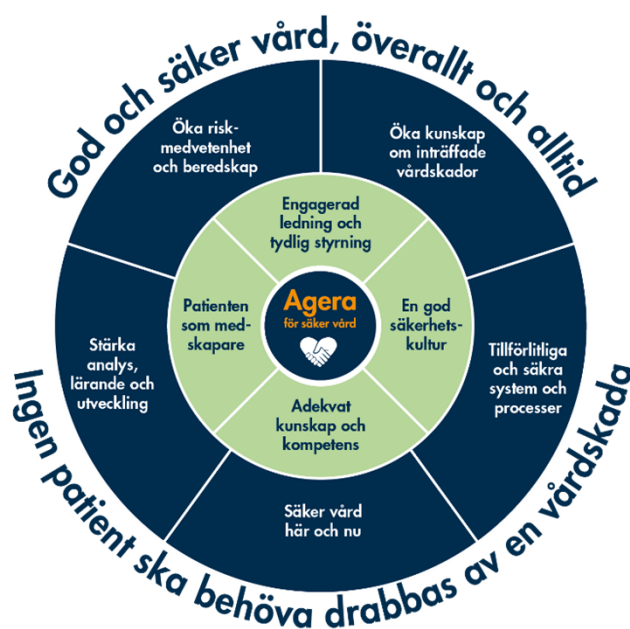 God och säker vård, överallt och alltid
Öka risk-
medvetenhet
och beredskap
Öka kunskap
om inträffade
vårdskador
Engagerad
ledning och
tydlig styrning
Patienten
som med-
skapare
Agera
för säker vård
En god
säkerhets-
kultur
Stärka
analys,
lärande och
utveckling
Tillförlitliga
och säkra
system och
processer
Adekvat
kunskap och
kompetens
Säker vård
här och nu
Ingen patient ska behöva drabbas av en vårdskada